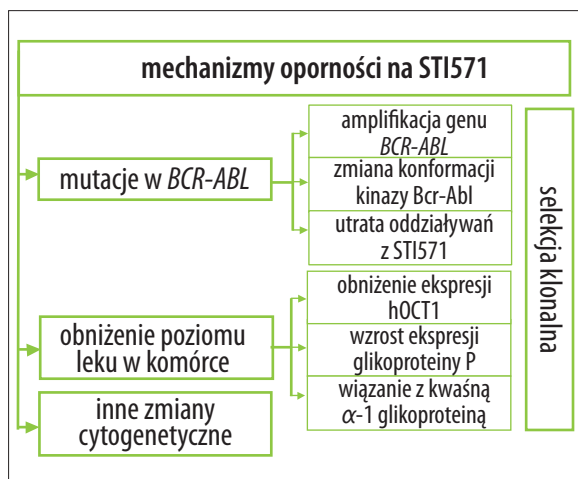 mechanizmy oporności na STI571
mutacje w BCR-ABL
amplifikacja genu
BCR-ABL
zmiana konformacji
kinazy Bcr-Abl
utrata oddziaływań
z STI571
obniżenie poziomu
leku w komórce
obniżenie ekspresji
hOCT1
wzrost ekspresji
glikoproteiny P
wiązanie z kwaśną
α-1 glikoproteiną
inne zmiany
cytogenetyczne
selekcja klonalna